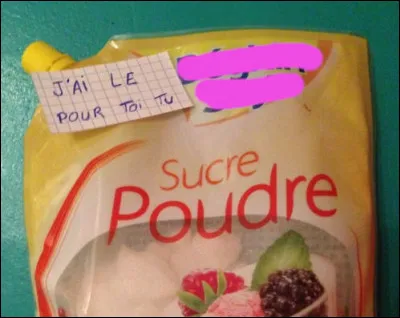 J'AI LE
POUR TOI TU
Sucre
Poudre